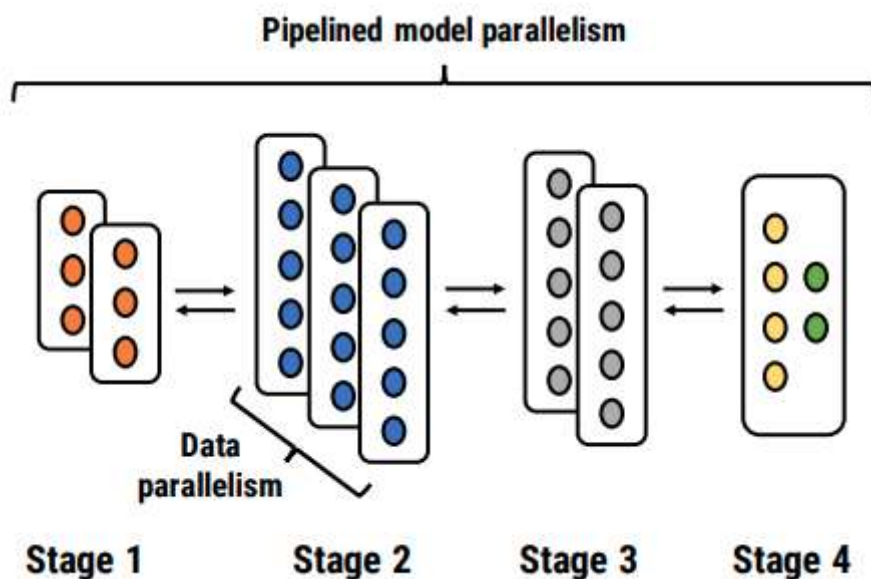 Pipelined model parallelism
Data
parallelism
Stage 1
Stage 2
Stage 3
Stage 4